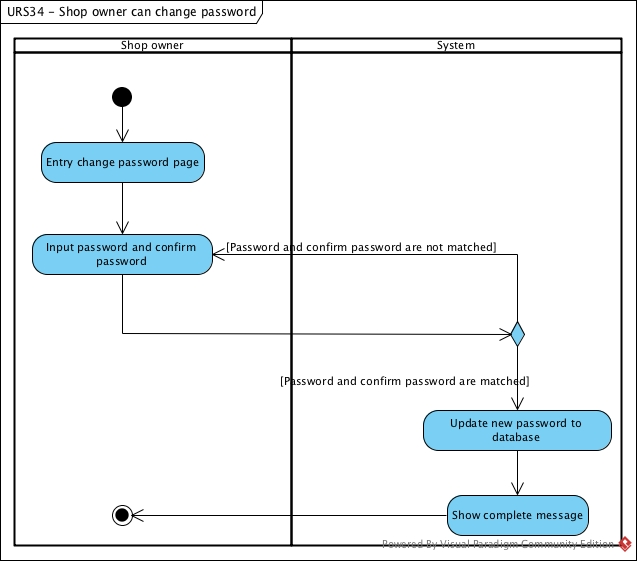 URS34 - Shop owner can change password
Shop owner
System
Entry change password page
Input password and confirm
password
[Password and confirm password are not matched]
[Password and confirm password are matched]
Update new password to
database
Show complete message
Powered By Visual Paradigm Community Edition